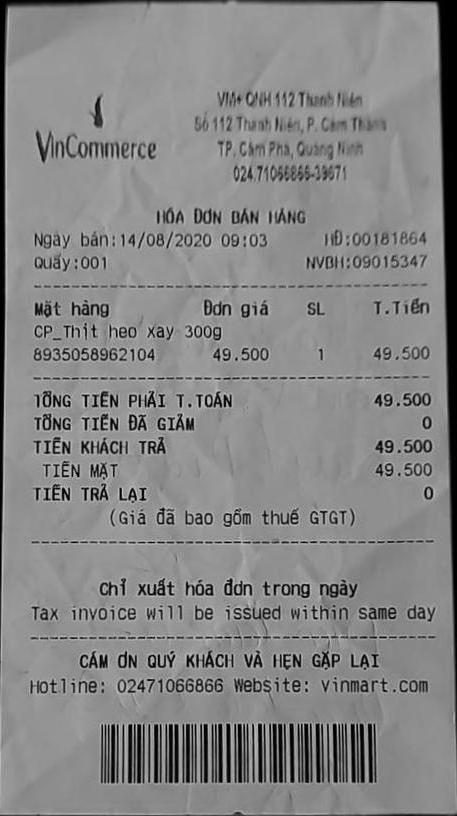 VinCommerce
VM+ QNH 112 Thanh Niên
Số 112 Thanh Niên, P. Cẩm Thành
TP. Cẩm Phả, Quảng Ninh
024.71066866-39671
HÓA ĐƠN BÁN HÀNG
Ngày bán:14/08/2020 09:03 HĐ:00181864
Quầy:001 NVBH:09015347
Mặt hàng Đơn giá SL T.Tiền
CP_Thịt heo xay 300g
8935058962104 49.500 1 49.500
TỔNG TIỀN PHẢI T.TOÁN 49.500
TỔNG TIỀN ĐÃ GIẢM 0
TIỀN KHÁCH TRẢ 49.500
TIỀN MẶT 49.500
TIỀN TRẢ LẠI 0
(Giá đã bao gồm thuế GTGT)
Chỉ xuất hóa đơn trong ngày
Tax invoice will be issued within same day
CẢM ƠN QUÝ KHÁCH VÀ HẸN GẶP LẠI
Hotline: 02471066866 Website: vinmart.com